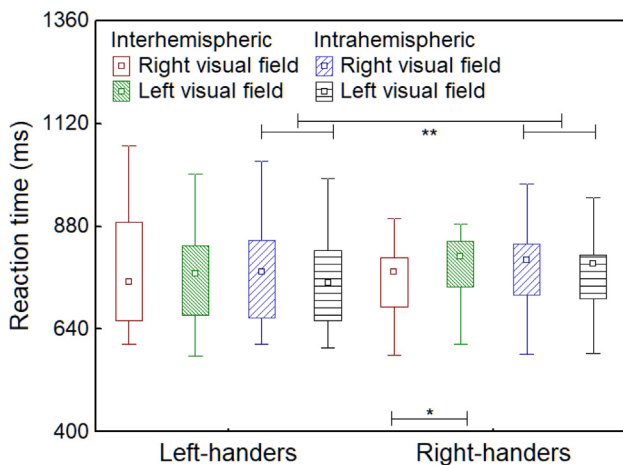 Reaction time (ms)
1360
1120
880
640
400
Interhemispheric
Right visual field
Left visual field
Intrahemispheric
Right visual field
Left visual field
**
*
Left-handers
Right-handers